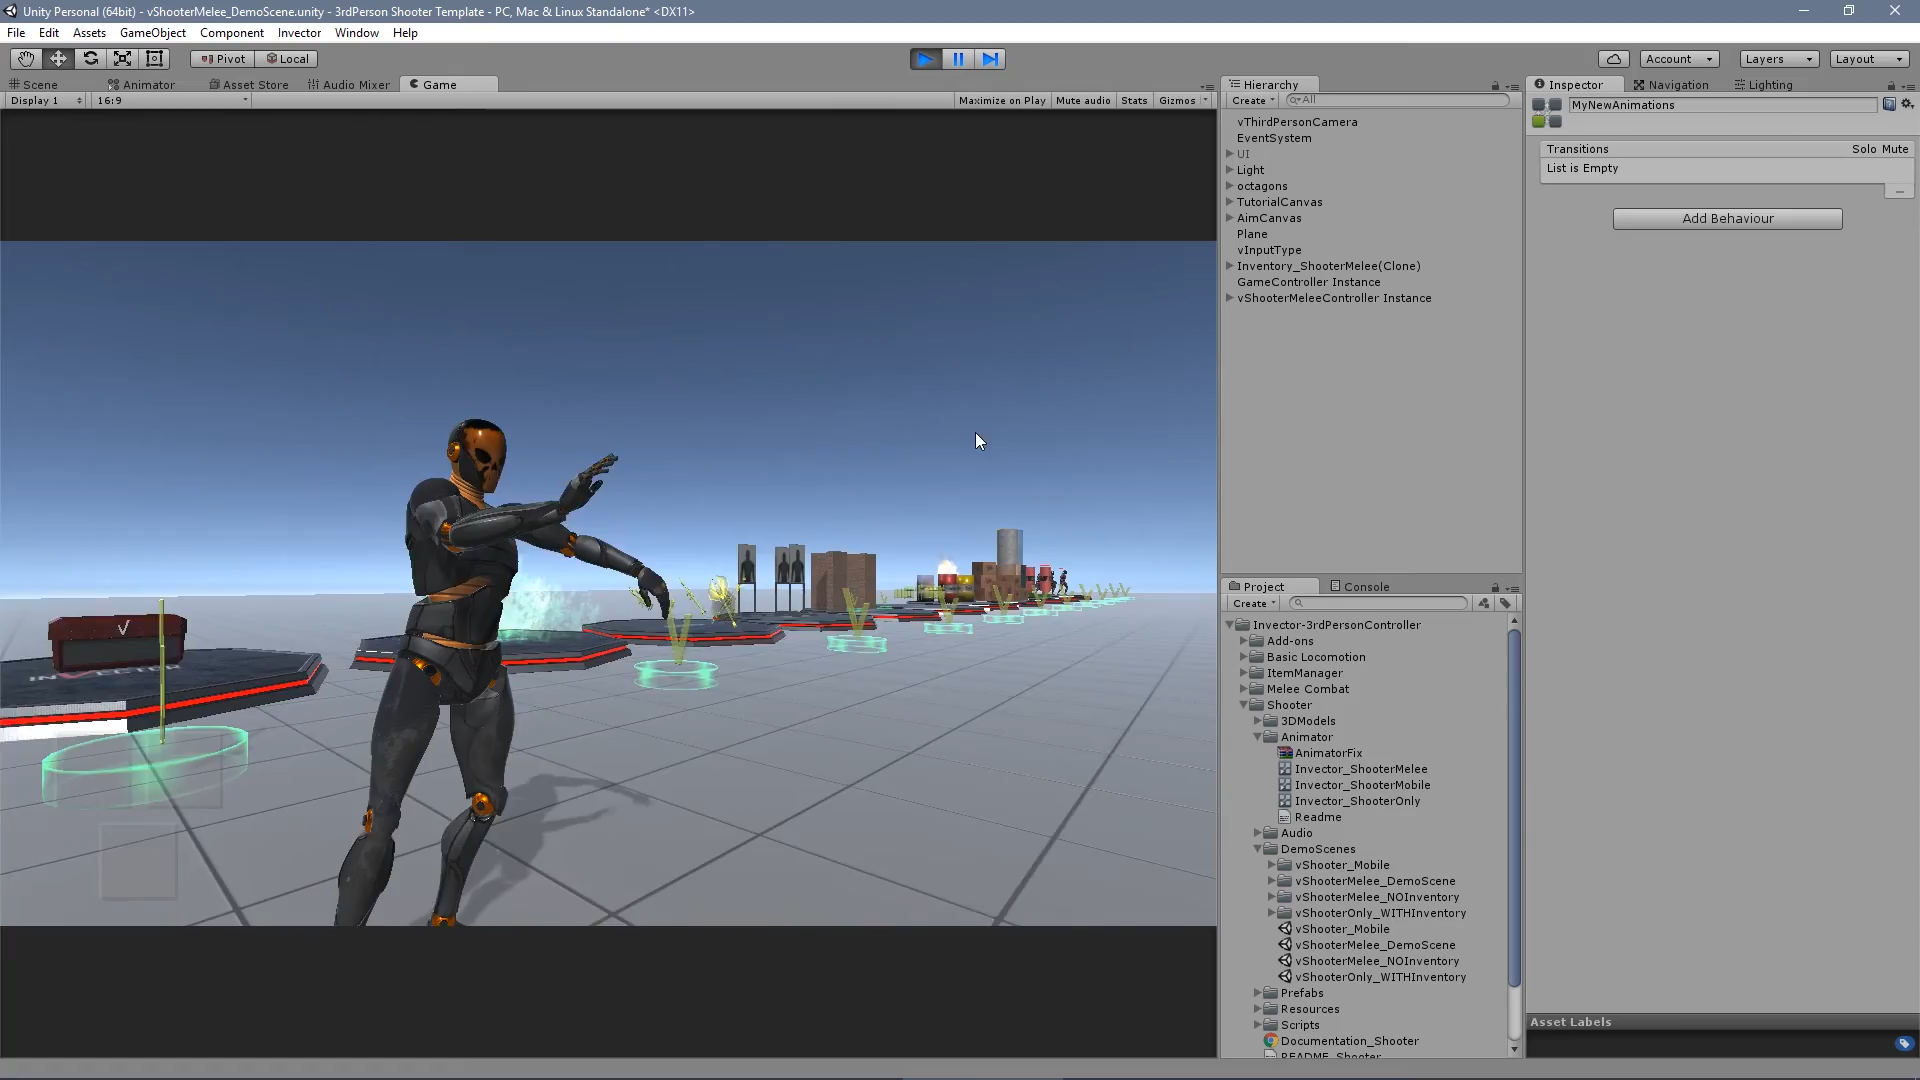 Unity Personal (64bit) - vShooterMelee_DemoScene.unity - 3rdPerson Shooter Template - PC, Mac & Linux Standalone* <DX11>
File Edit Assets GameObject Component Invector Window Help
Pivot Local Account Layers Layout
Scene Animator Asset Store Audio Mixer Game
Display 1 16:9 Maximize on Play Mute audio Stats Gizmos
Hierarchy
Create All
vThirdPersonCamera
EventSystem
UI
Light
octagons
TutorialCanvas
AimCanvas
Plane
vInputType
Inventory_ShooterMelee(Clone)
GameController Instance
vShooterMeleeController Instance
Project Console
Create
Invector-3rdPersonController
Add-ons
Basic Locomotion
ItemManager
Melee Combat
Shooter
3DModels
Animator
AnimatorFix
Invector_ShooterMelee
Invector_ShooterMobile
Invector_ShooterOnly
Readme
Audio
DemoScenes
vShooter_Mobile
vShooterMelee_DemoScene
vShooterMelee_NOInventory
vShooterOnly_WITHInventory
vShooter_Mobile
vShooterMelee_DemoScene
vShooterMelee_NOInventory
vShooterOnly_WITHInventory
Prefabs
Resources
Scripts
Documentation_Shooter
README_Shooter
Inspector Navigation Lighting
MyNewAnimations
Transitions Solo Mute
List is Empty
Add Behaviour
Asset Labels